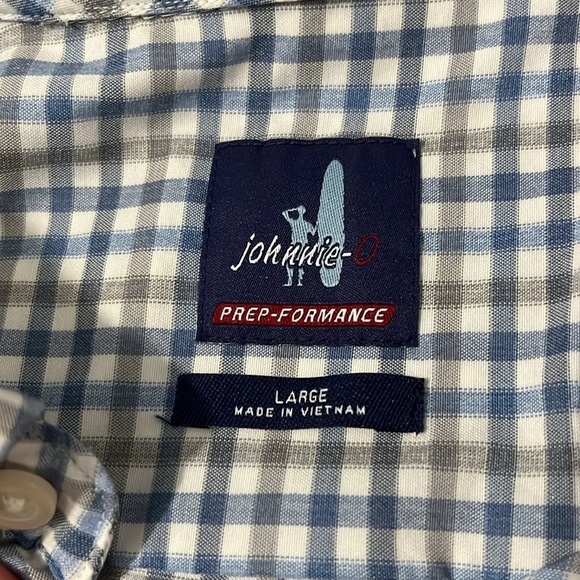 johnnie-O
PREP-FORMANCE
LARGE
MADE IN VIETNAM